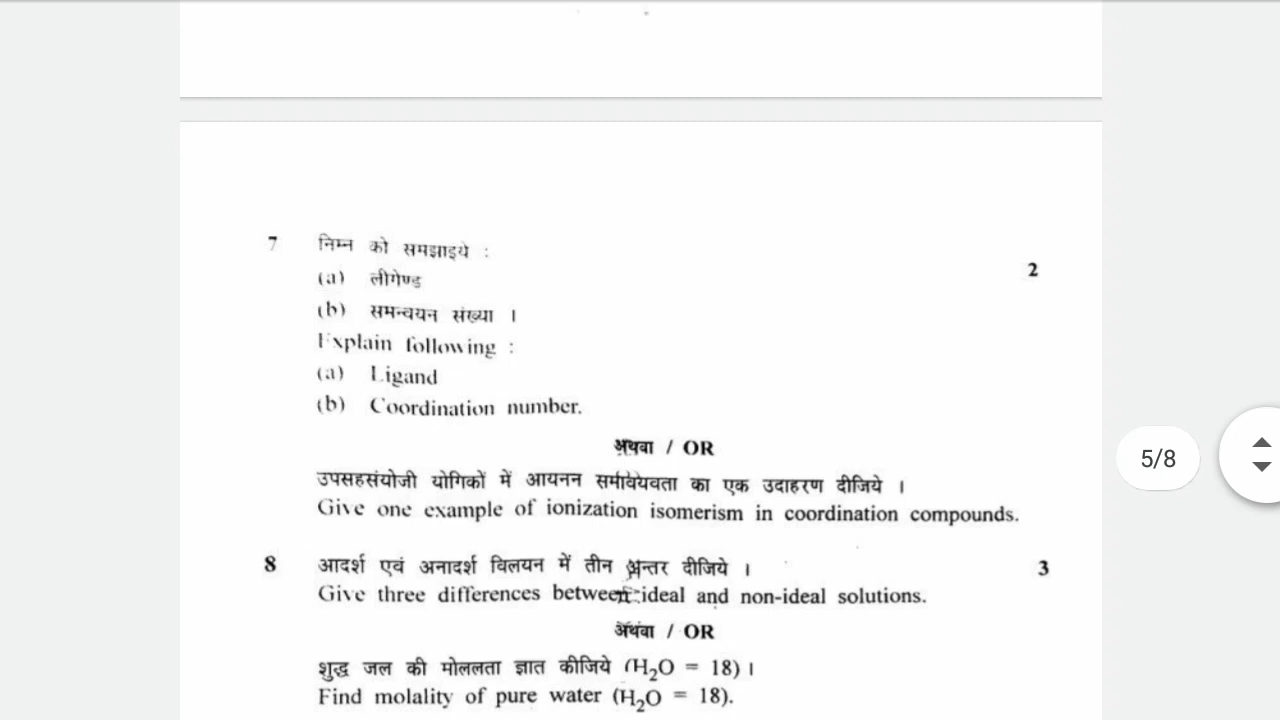 7 निम्न को समझाइये :
2
(a) लीगेण्ड
(b) समन्वयन संख्या ।
Explain following :
(a) Ligand
(b) Coordination number.
अथवा / OR
उपसहसंयोजी योगिकों में आयनन समावेयवता का एक उदाहरण दीजिये ।
Give one example of ionization isomerism in coordination compounds.
8 आदर्श एवं अनादर्श विलयन में तीन अन्तर दीजिये । 3
Give three differences between ideal and non-ideal solutions.
अथवा / OR
शुद्ध जल की मोललता ज्ञात कीजिये (H₂O = 18) ।
Find molality of pure water (H₂O = 18).
5/8